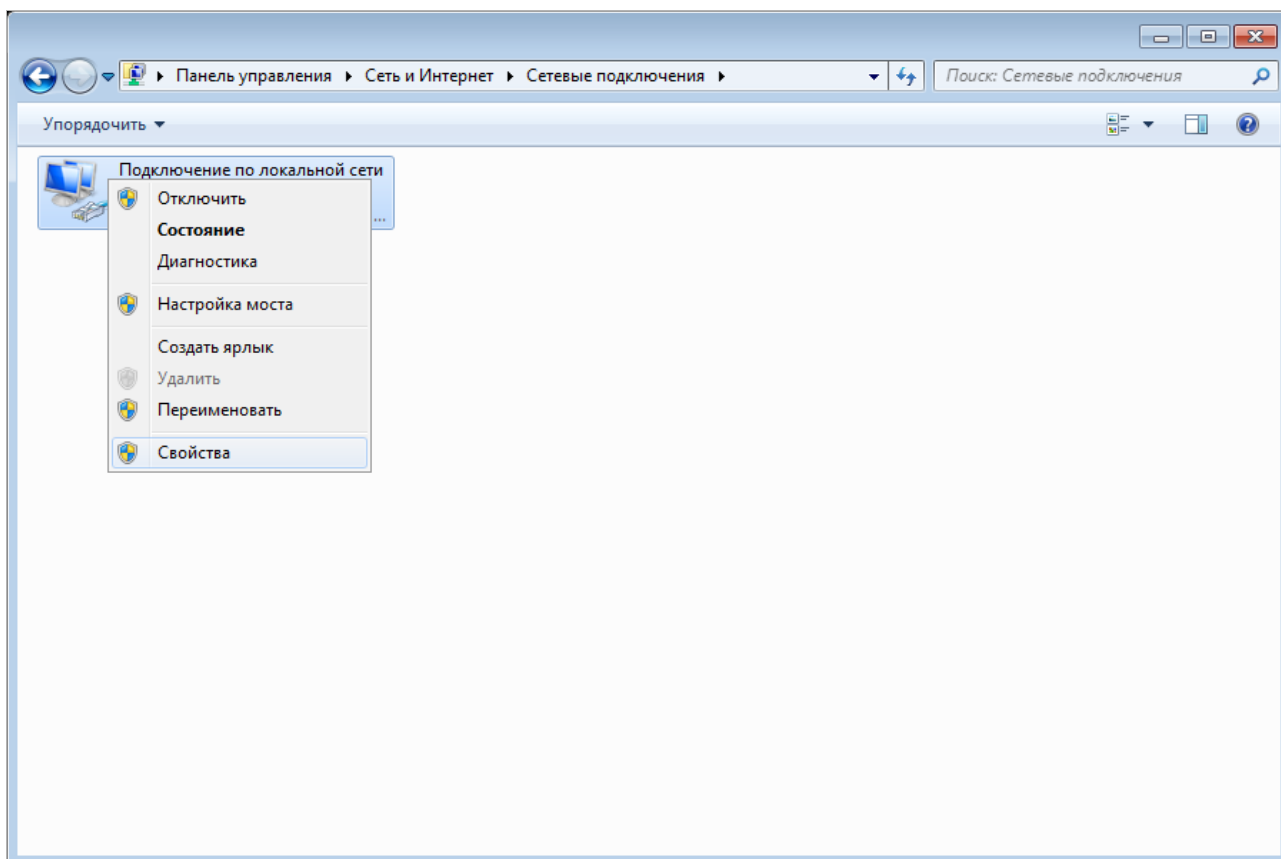 Панель управления Сеть и Интернет Сетевые подключения Поиск: Сетевые подключения
Упорядочить
Подключение по локальной сети
...
Отключить
Состояние
Диагностика
Настройка моста
Создать ярлык
Удалить
Переименовать
Свойства